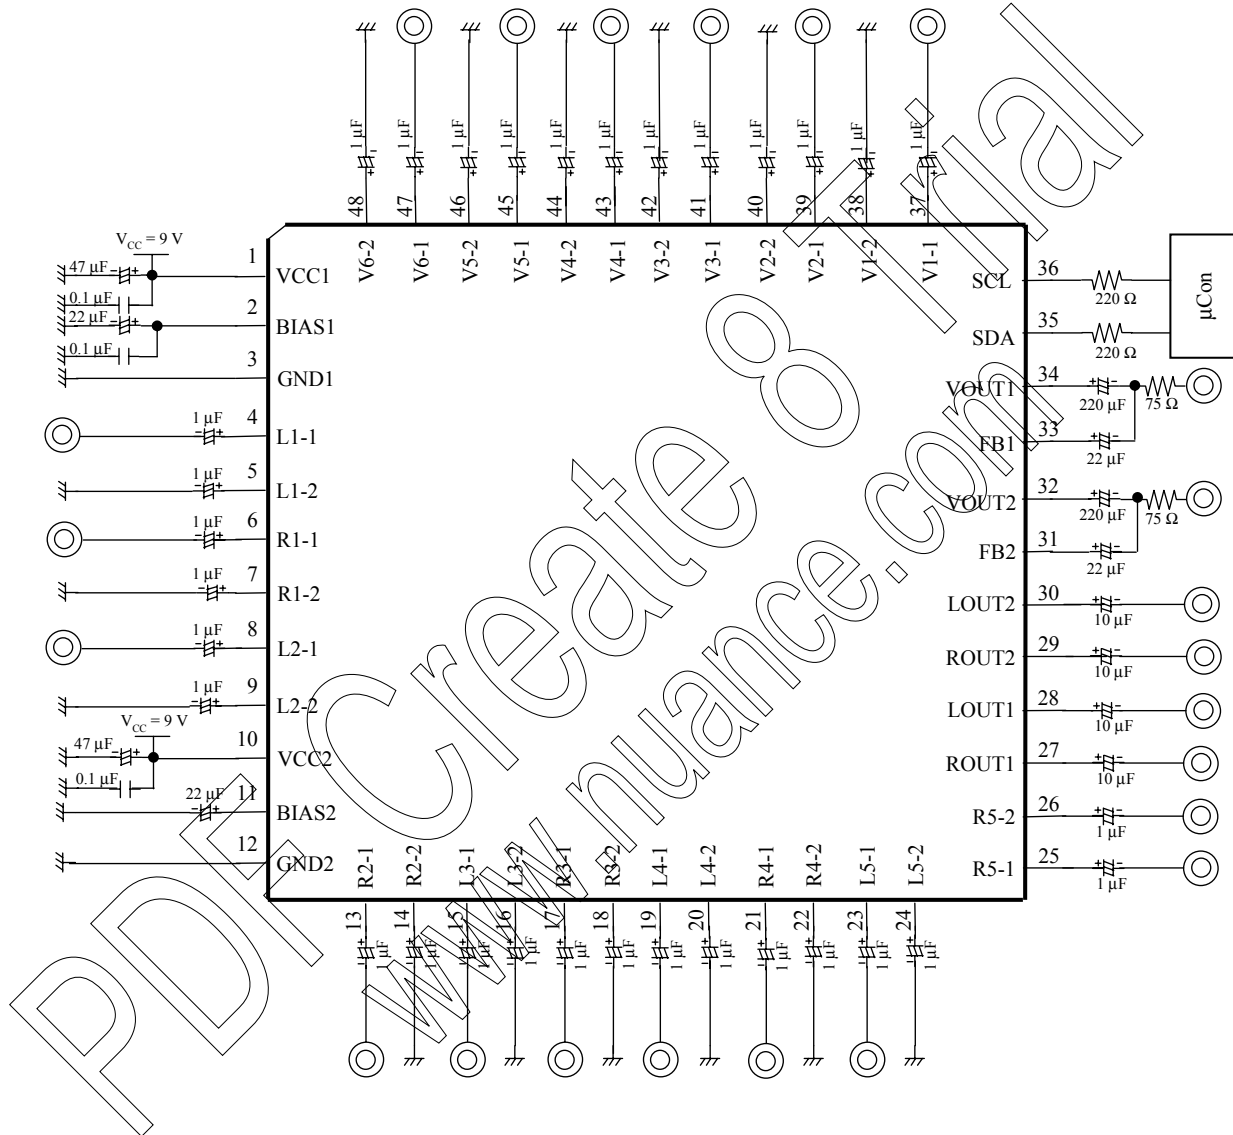 1 µF 1 µF 1 µF 1 µF 1 µF 1 µF 1 µF 1 µF 1 µF 1 µF 1 µF 1 µF
48 47 46 45 44 43 42 41 40 39 38 37
V6-2 V6-1 V5-2 V5-1 V4-2 V4-1 V3-2 V3-1 V2-2 V2-1 V1-2 V1-1
VCC = 9 V
47 µF
1
VCC1
0.1 µF
2
22 µF
BIAS1
0.1 µF
3
GND1
1 µF
4
L1-1
1 µF
5
L1-2
1 µF
6
R1-1
1 µF
7
R1-2
1 µF
8
L2-1
1 µF
9
L2-2
VCC = 9 V
47 µF
10
VCC2
0.1 µF
22 µF
11
BIAS2
12
GND2
SCL
36
220 Ω
µCon
SDA
35
220 Ω
VOUT1
34
220 µF
75 Ω
FB1
33
22 µF
VOUT2
32
220 µF
75 Ω
FB2
31
22 µF
LOUT2
30
10 µF
ROUT2
29
10 µF
LOUT1
28
10 µF
ROUT1
27
10 µF
R5-2
26
1 µF
R5-1
25
1 µF
R2-1 R2-2 L3-1 L3-2 R3-1 R3-2 L4-1 L4-2 R4-1 R4-2 L5-1 L5-2
13 14 15 16 17 18 19 20 21 22 23 24
1 µF 1 µF 1 µF 1 µF 1 µF 1 µF 1 µF 1 µF 1 µF 1 µF 1 µF 1 µF
PDF Create 8 Trial
www.nuance.com